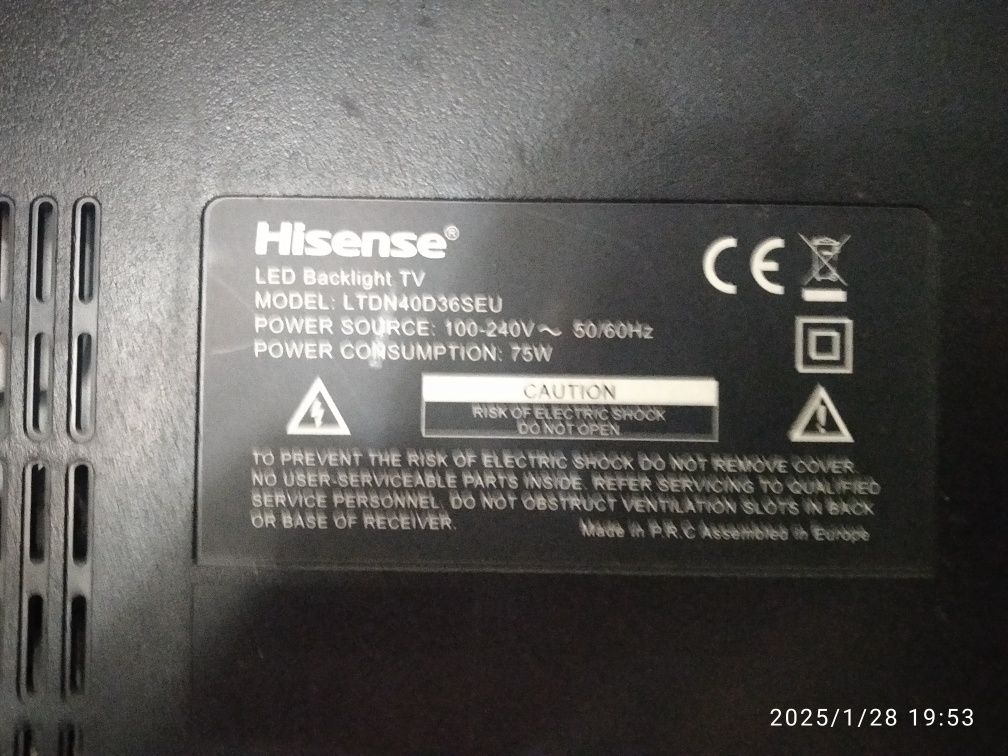 Hisense®
LED Backlight TV
MODEL: LTDN40D36SEU
POWER SOURCE: 100-240V～ 50/60Hz
POWER CONSUMPTION: 75W
CE
CAUTION
RISK OF ELECTRIC SHOCK
DO NOT OPEN
TO PREVENT THE RISK OF ELECTRIC SHOCK DO NOT REMOVE COVER.
NO USER-SERVICEABLE PARTS INSIDE. REFER SERVICING TO QUALIFIED
SERVICE PERSONNEL. DO NOT OBSTRUCT VENTILATION SLOTS IN BACK
OR BASE OF RECEIVER.
Made in P.R.C Assembled in Europe
2025/1/28 19:53